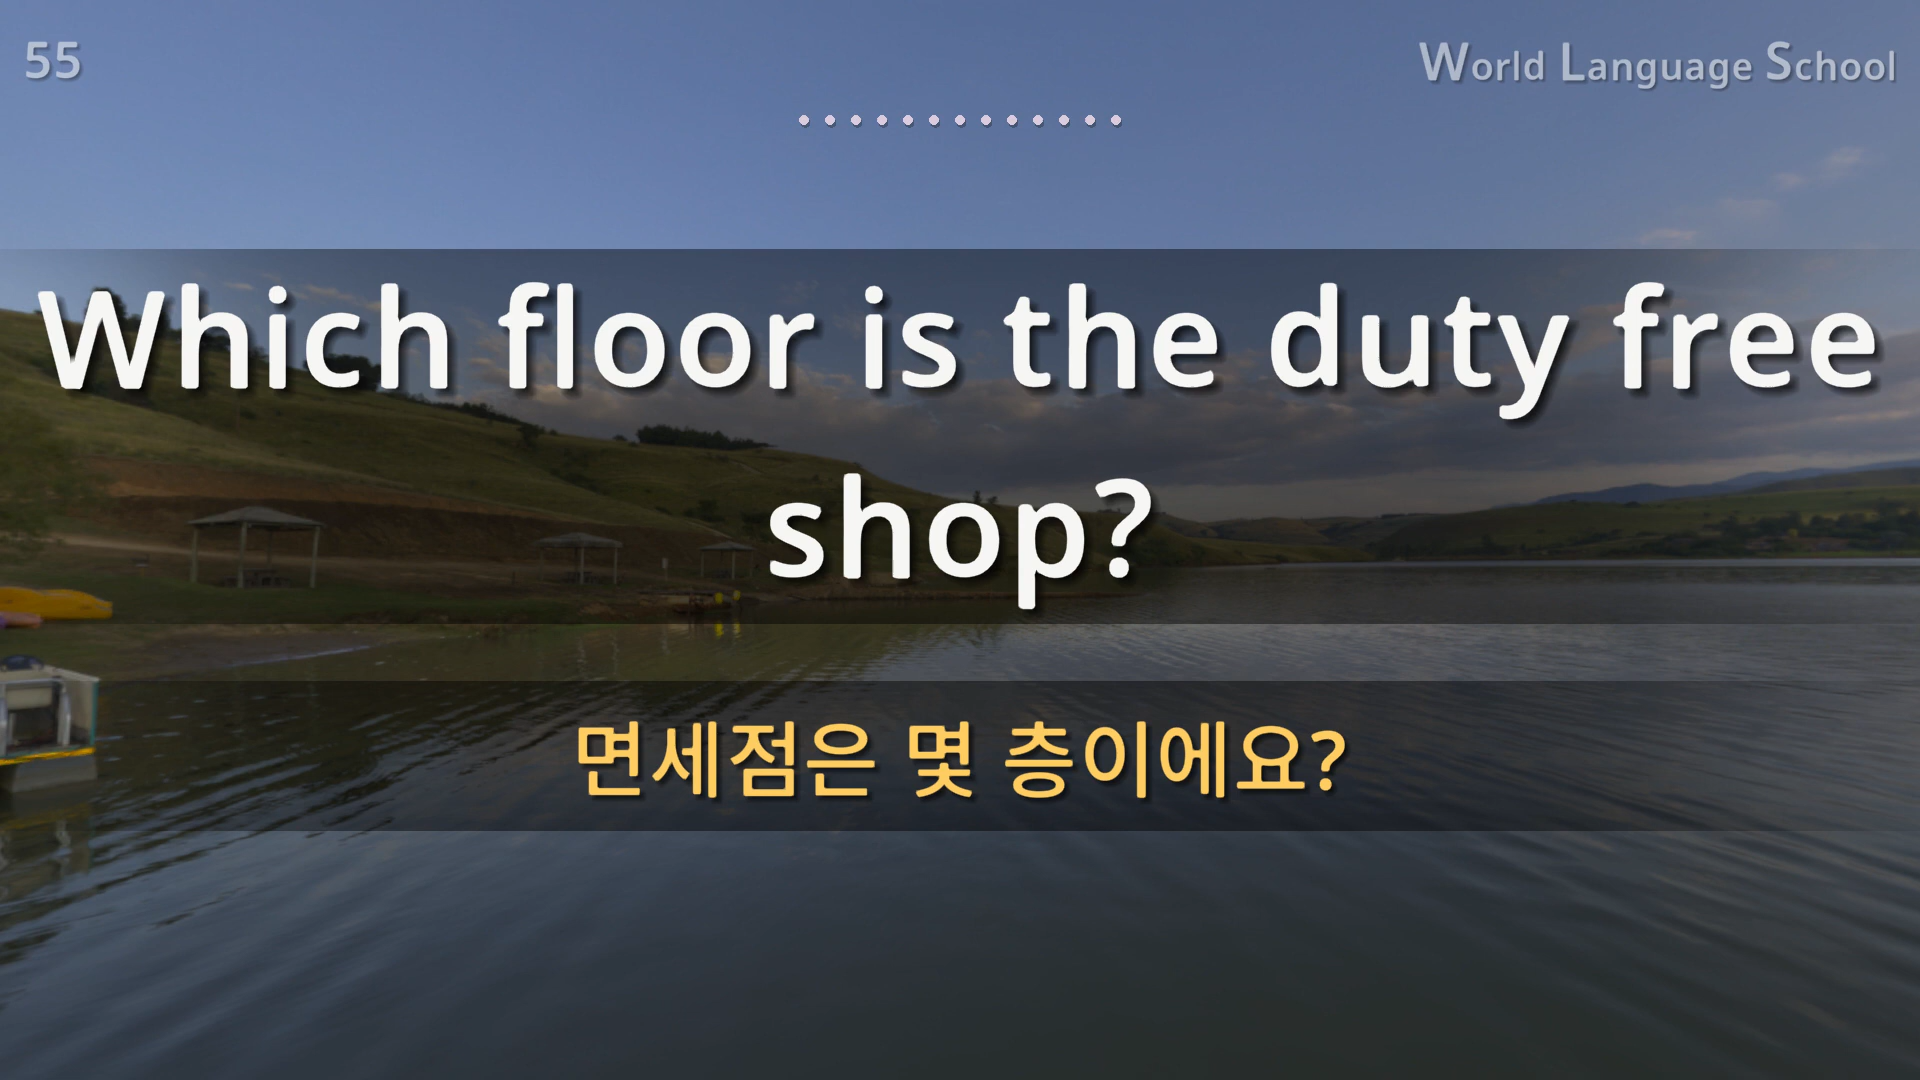 55
World Language School
Which floor is the duty free
shop?
면세점은 몇 층이에요?